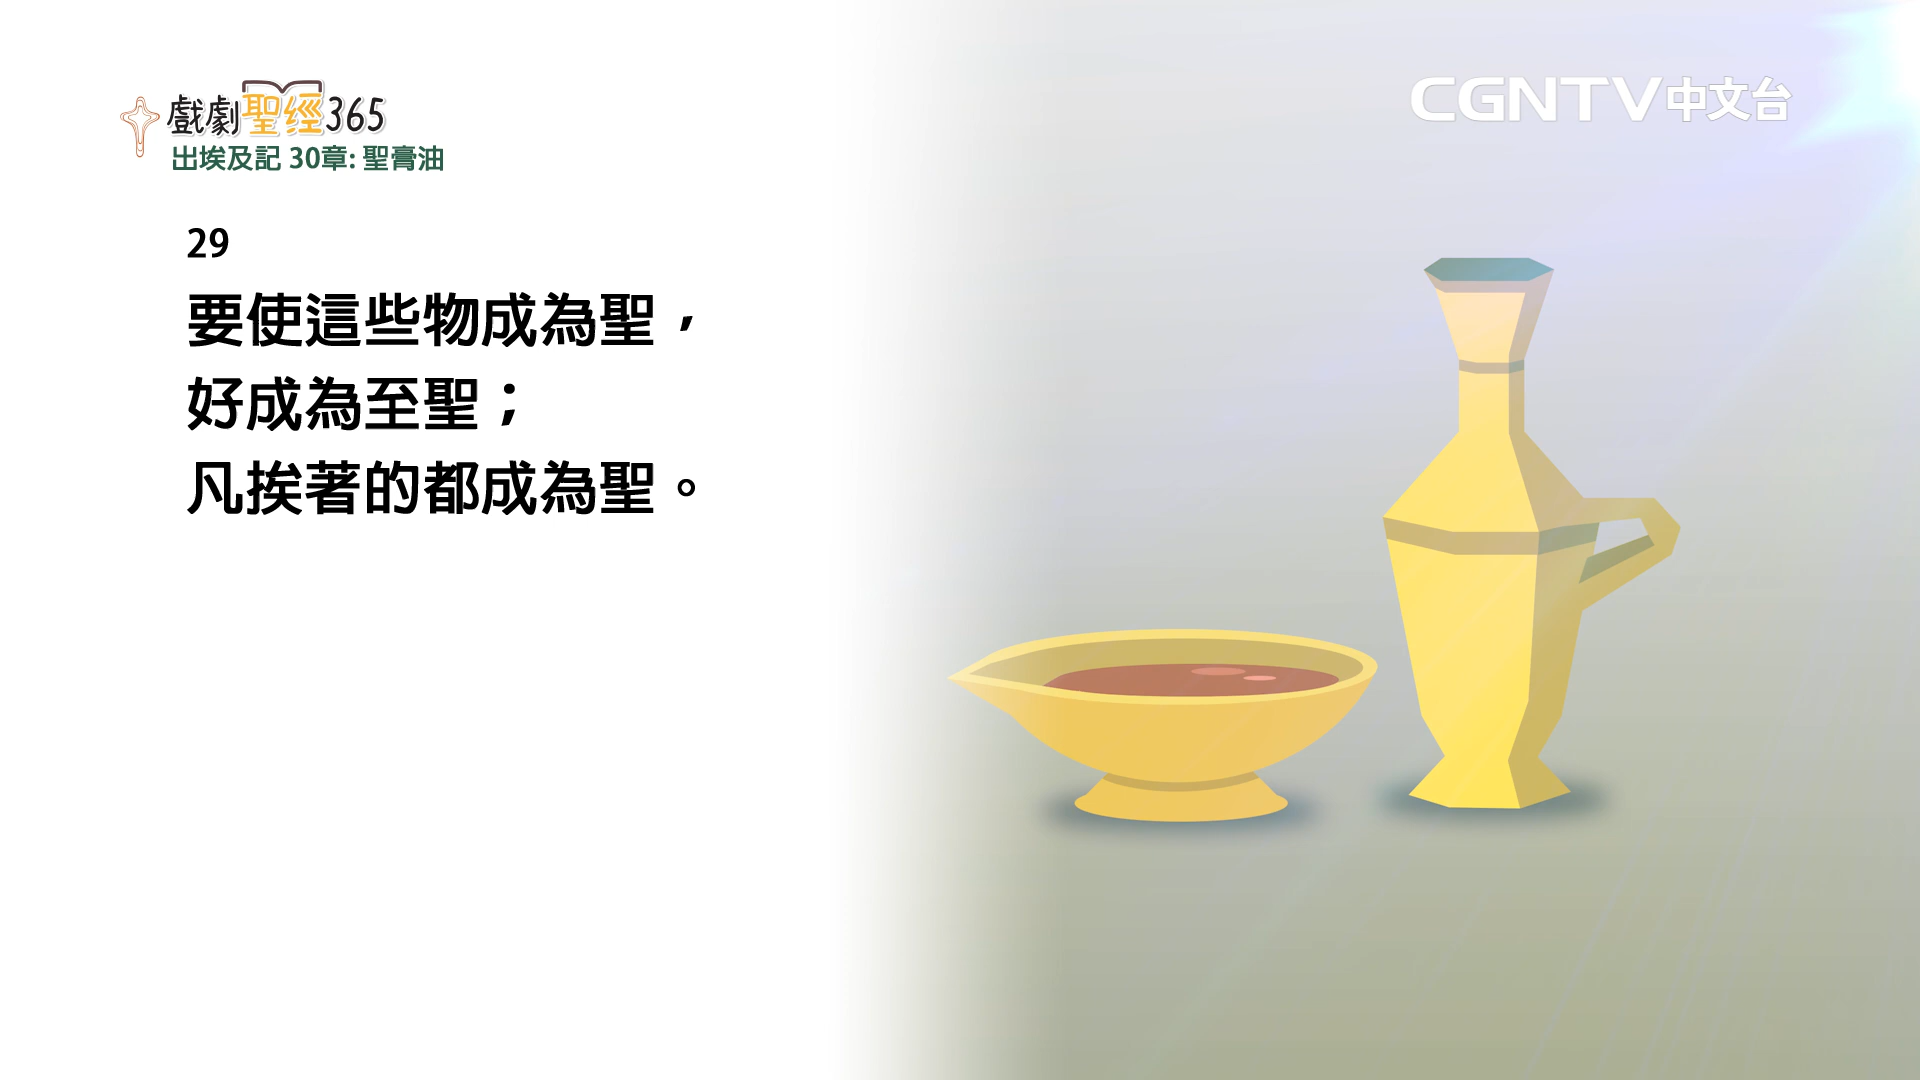 戲劇聖經365
出埃及記 30章: 聖膏油
CGNTV中文台
29
要使這些物成為聖，
好成為至聖；
凡挨著的都成為聖。